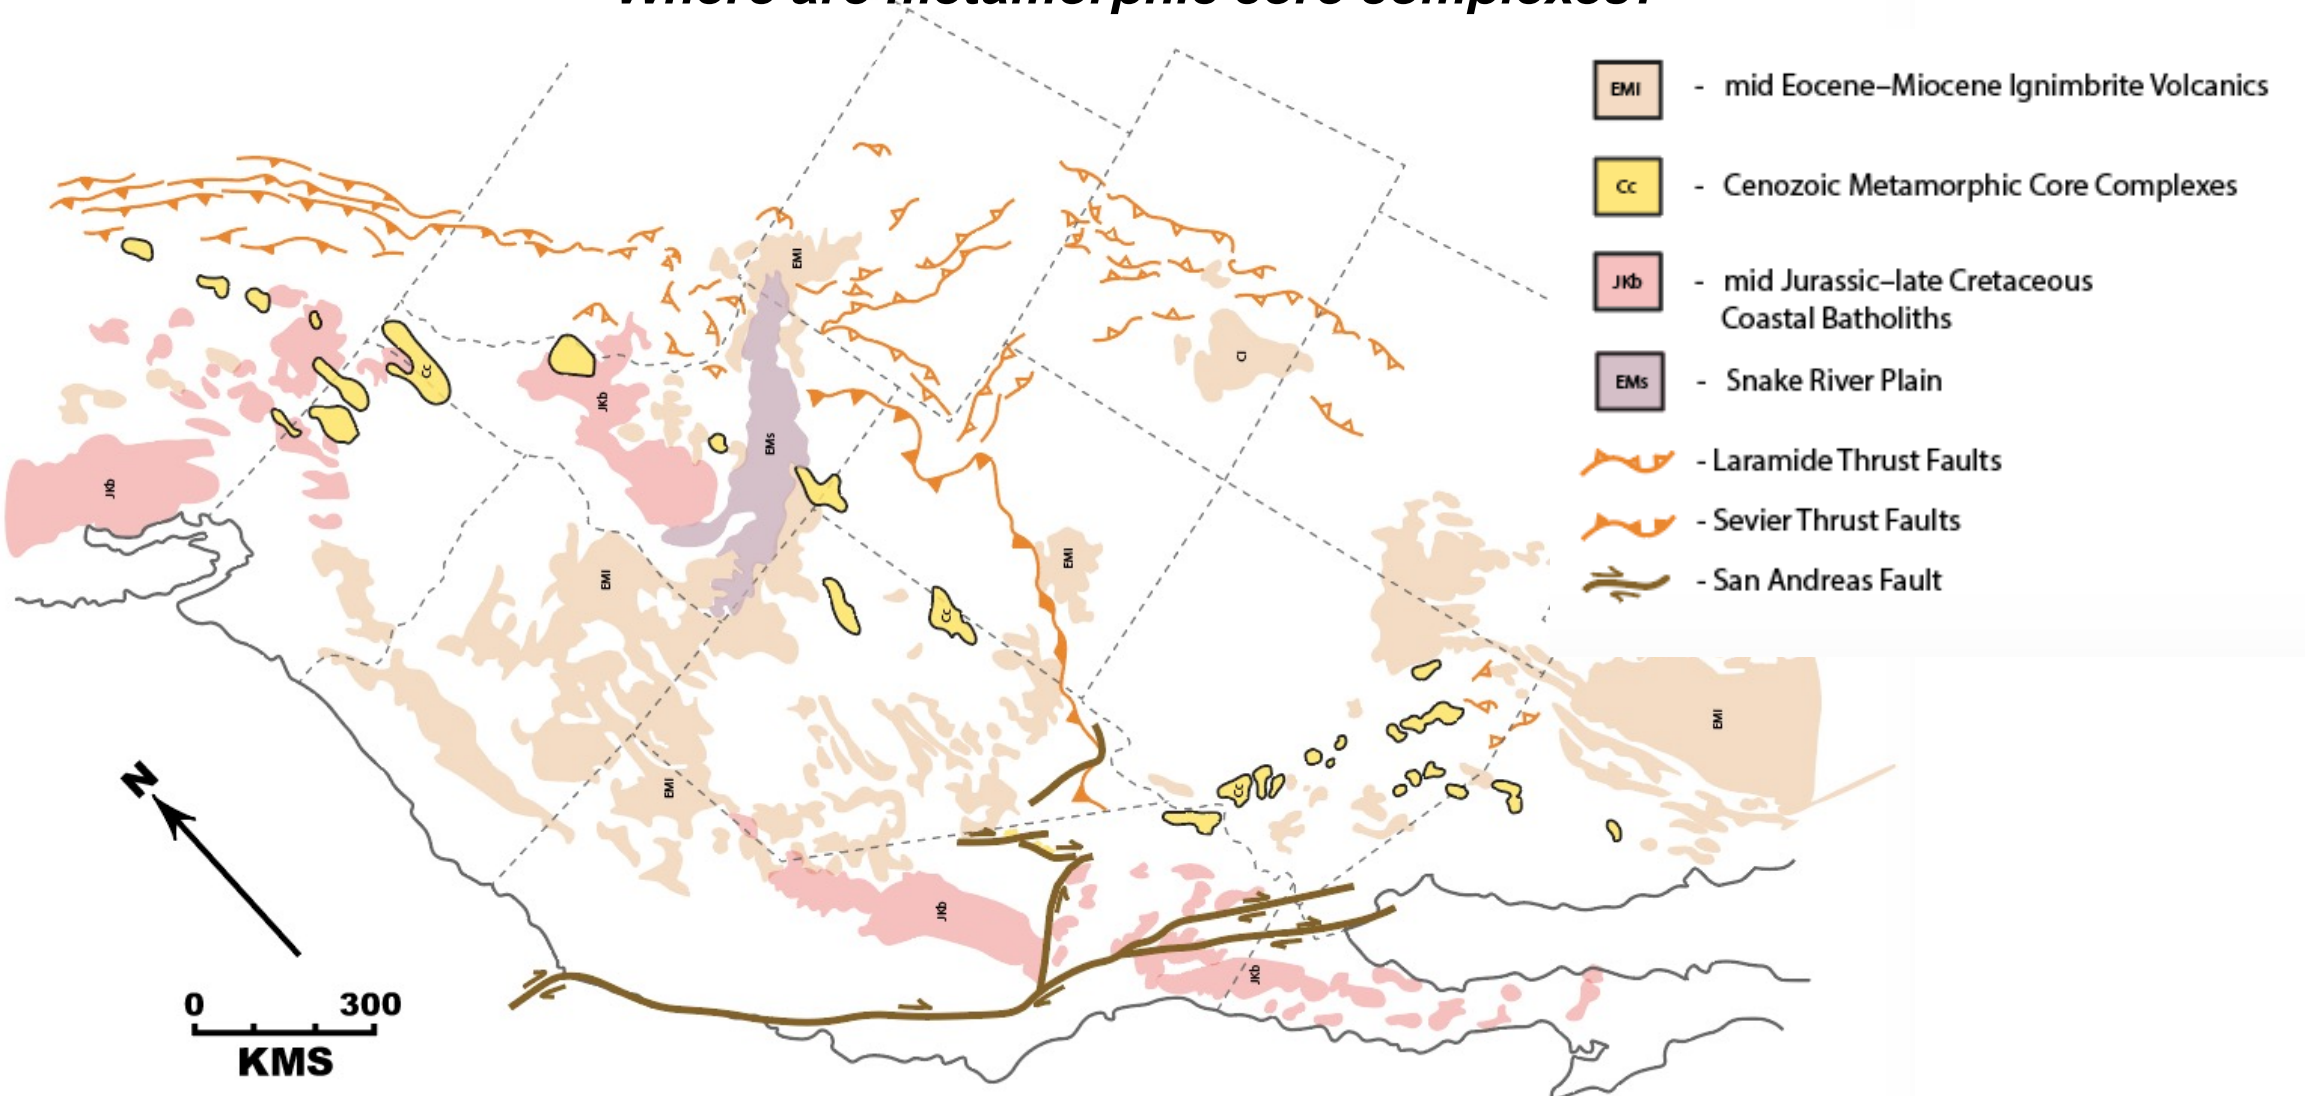 Where are metamorphic core complexes?
EMI - mid Eocene–Miocene Ignimbrite Volcanics
Cc - Cenozoic Metamorphic Core Complexes
JKb - mid Jurassic–late Cretaceous
Coastal Batholiths
EMs - Snake River Plain
- Laramide Thrust Faults
- Sevier Thrust Faults
- San Andreas Fault
EMI
CI
Cc
JKb
EMs
JKb
EMI
EMI
Cc
EMI
EMI
Cc
JKb
JKb
N
0 300
KMS